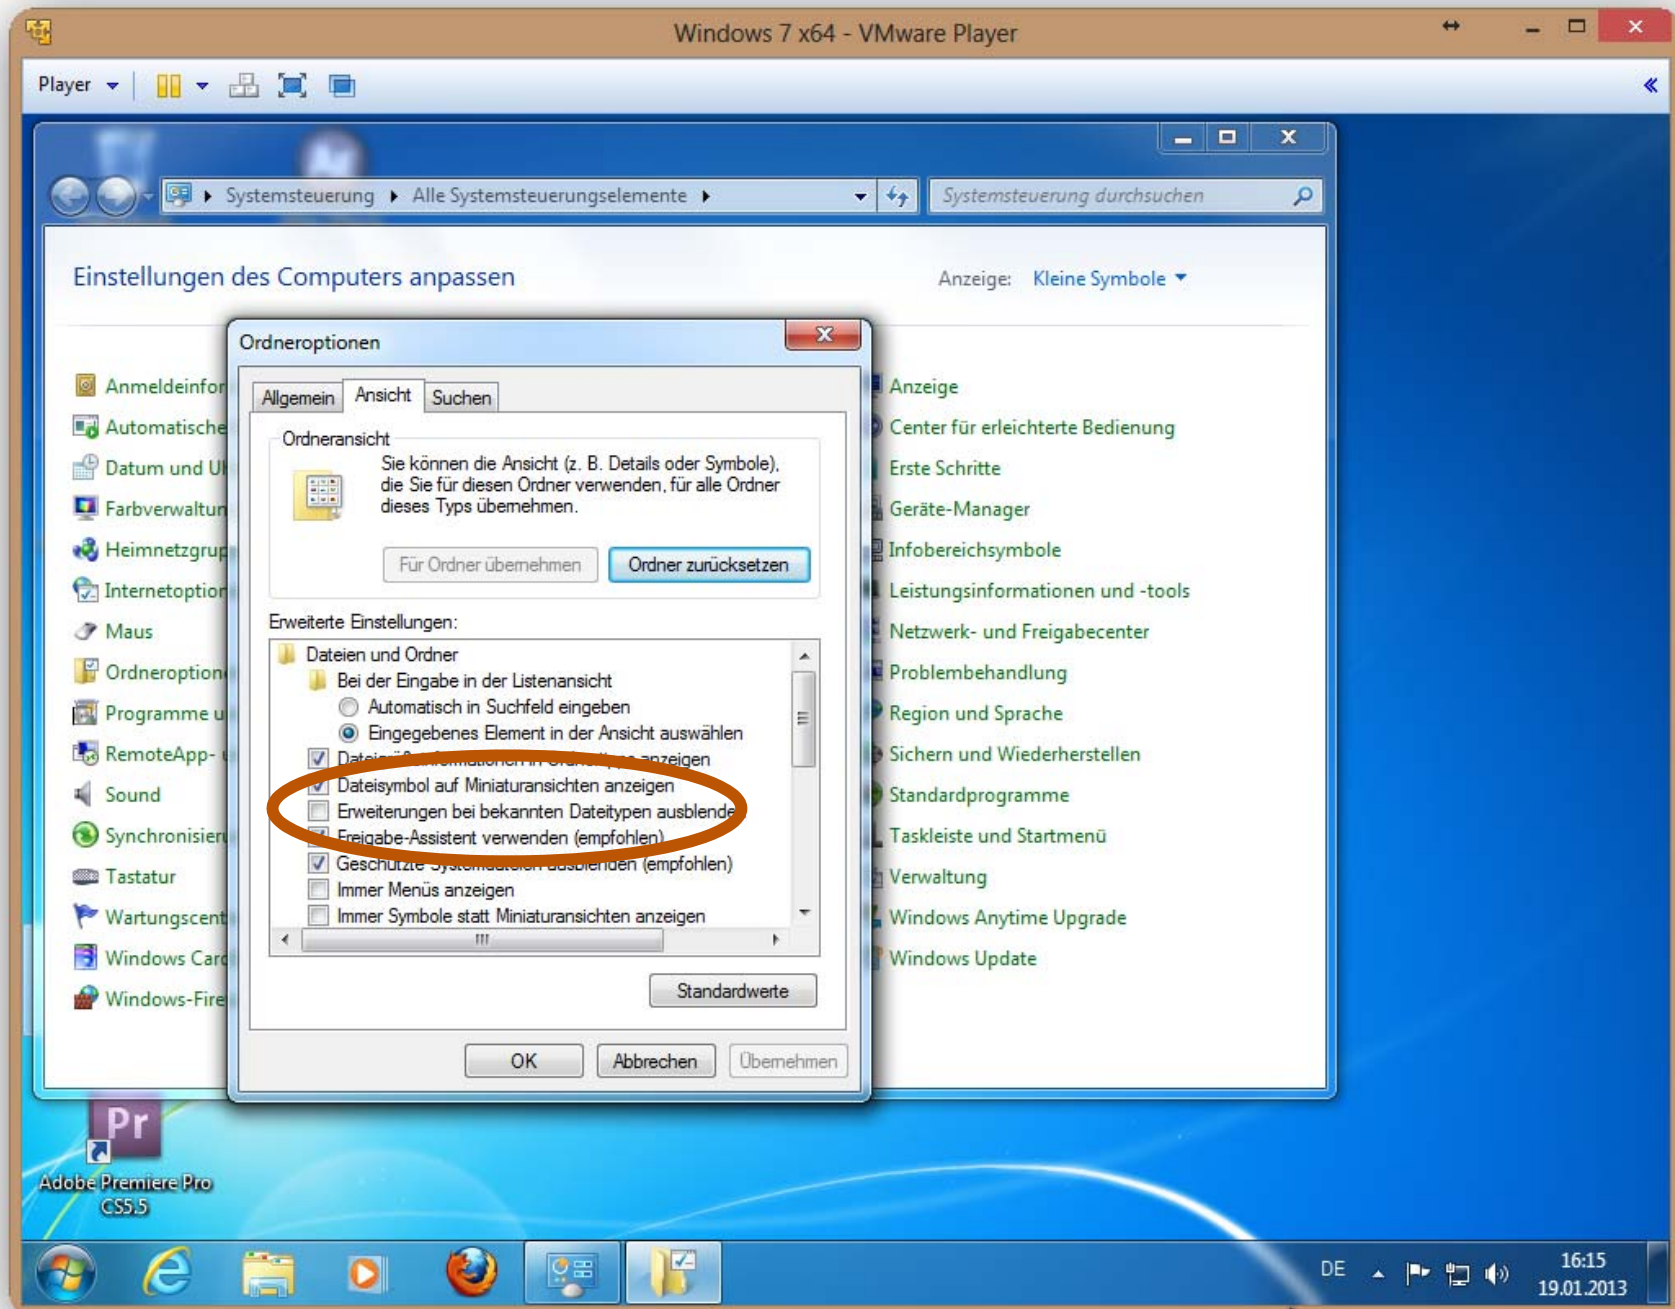 Windows 7 x64 - VMware Player
Player
Systemsteuerung
Alle Systemsteuerungselemente
Systemsteuerung durchsuchen
Einstellungen des Computers anpassen
Anzeige: Kleine Symbole
Ordneroptionen
Allgemein Ansicht Suchen
Ordneransicht
Sie können die Ansicht (z. B. Details oder Symbole),
die Sie für diesen Ordner verwenden, für alle Ordner
dieses Typs übernehmen.
Für Ordner übernehmen
Ordner zurücksetzen
Erweiterte Einstellungen:
Dateien und Ordner
Bei der Eingabe in der Listenansicht
Automatisch in Suchfeld eingeben
Eingegebenes Element in der Ansicht auswählen
anzeigen
Dateisymbol auf Miniaturansichten anzeigen
Erweiterungen bei bekannten Dateitypen ausblende
Freigabe-Assistent verwenden (empfohlen)
Geschützte Systemdateien ausblenden (empfohlen)
Immer Menüs anzeigen
Immer Symbole statt Miniaturansichten anzeigen
Standardwerte
OK
Abbrechen
Übernehmen
Anmeldeinfor
Automatische
Datum und U
Farbverwaltun
Heimnetzgrup
Internetoption
Maus
Ordneroption
Programme u
RemoteApp-
Sound
Synchronisier
Tastatur
Wartungscent
Windows Card
Windows-Fire
Anzeige
Center für erleichterte Bedienung
Erste Schritte
Geräte-Manager
Infobereichsymbole
Leistungsinformationen und -tools
Netzwerk- und Freigabecenter
Problembehandlung
Region und Sprache
Sichern und Wiederherstellen
Standardprogramme
Taskleiste und Startmenü
Verwaltung
Windows Anytime Upgrade
Windows Update
Pr
Adobe Premiere Pro
CS5.5
DE
16:15
19.01.2013